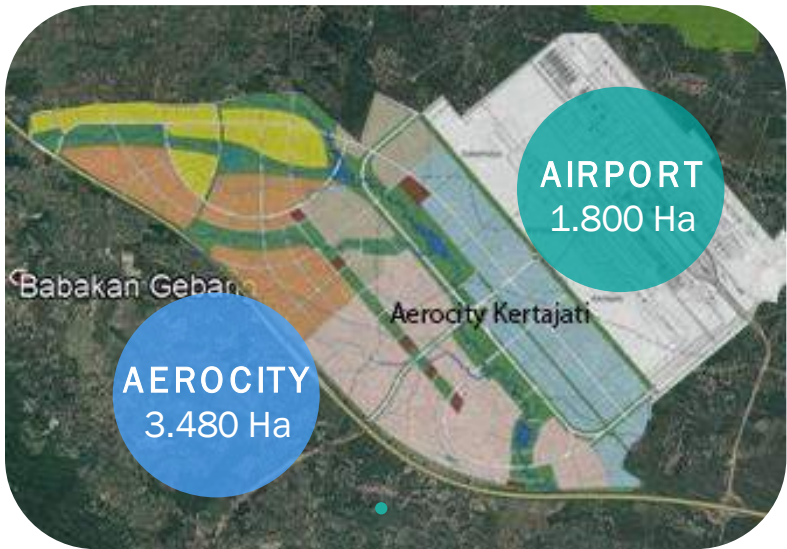 AIRPORT
1.800 Ha
Babakan Gebang
Aerocity Kertajati
AEROCITY
3.480 Ha